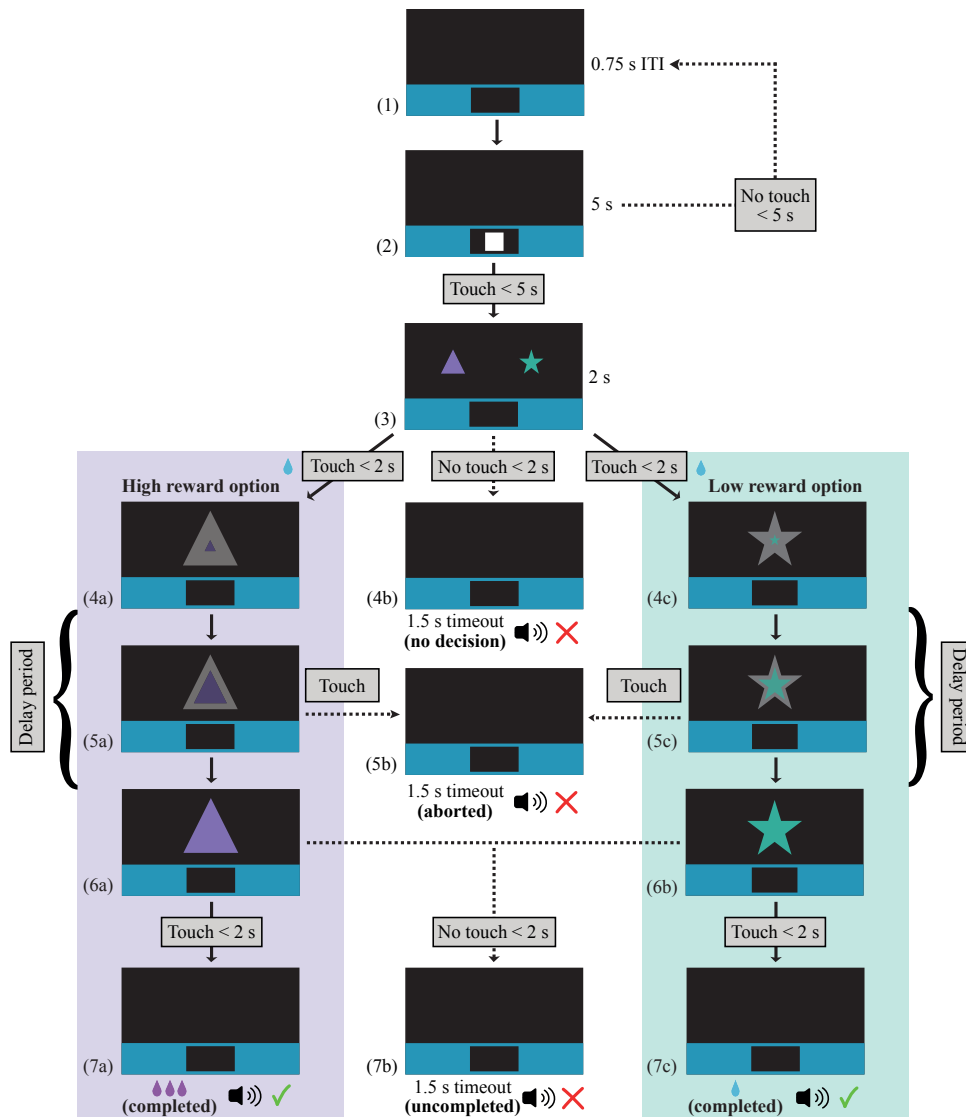 0.75 s ITI
(1)
5 s
No touch
< 5 s
(2)
Touch < 5 s
2 s
(3)
Touch < 2 s
No touch < 2 s
Touch < 2 s
High reward option
Low reward option
(4a)
(4b)
(4c)
1.5 s timeout
(no decision)
Delay period
Delay period
Touch
Touch
(5a)
(5b)
(5c)
1.5 s timeout
(aborted)
(6a)
(6b)
Touch < 2 s
No touch < 2 s
Touch < 2 s
(7a)
(7b)
(7c)
(completed)
1.5 s timeout
(uncompleted)
(completed)